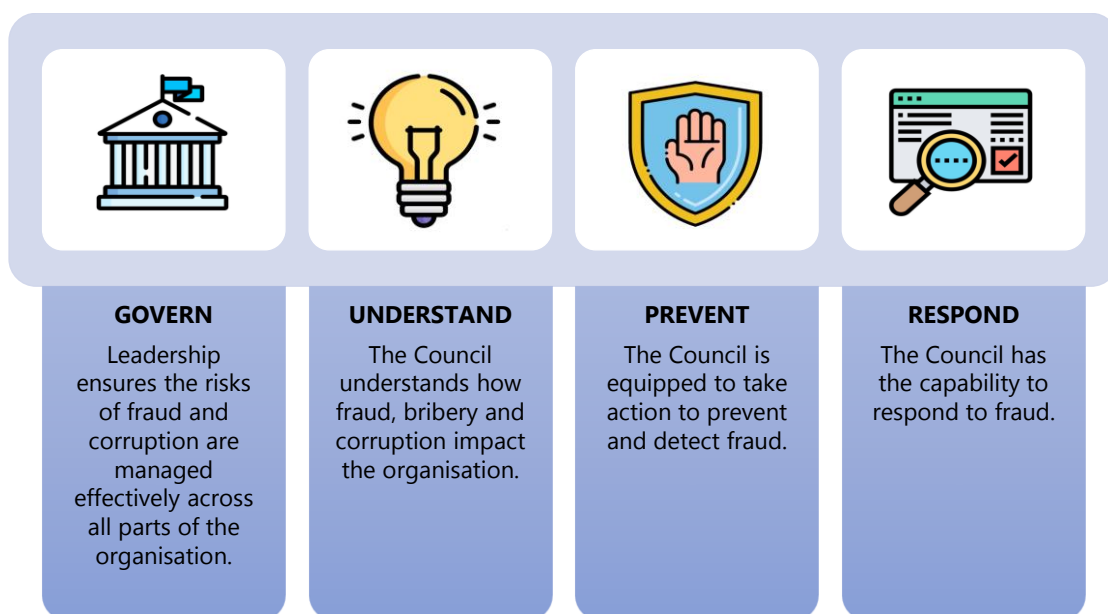 GOVERN
Leadership
ensures the risks
of fraud and
corruption are
managed
effectively across
all parts of the
organisation.
UNDERSTAND
The Council
understands how
fraud, bribery and
corruption impact
the organisation.
PREVENT
The Council is
equipped to take
action to prevent
and detect fraud.
RESPOND
The Council has
the capability to
respond to fraud.